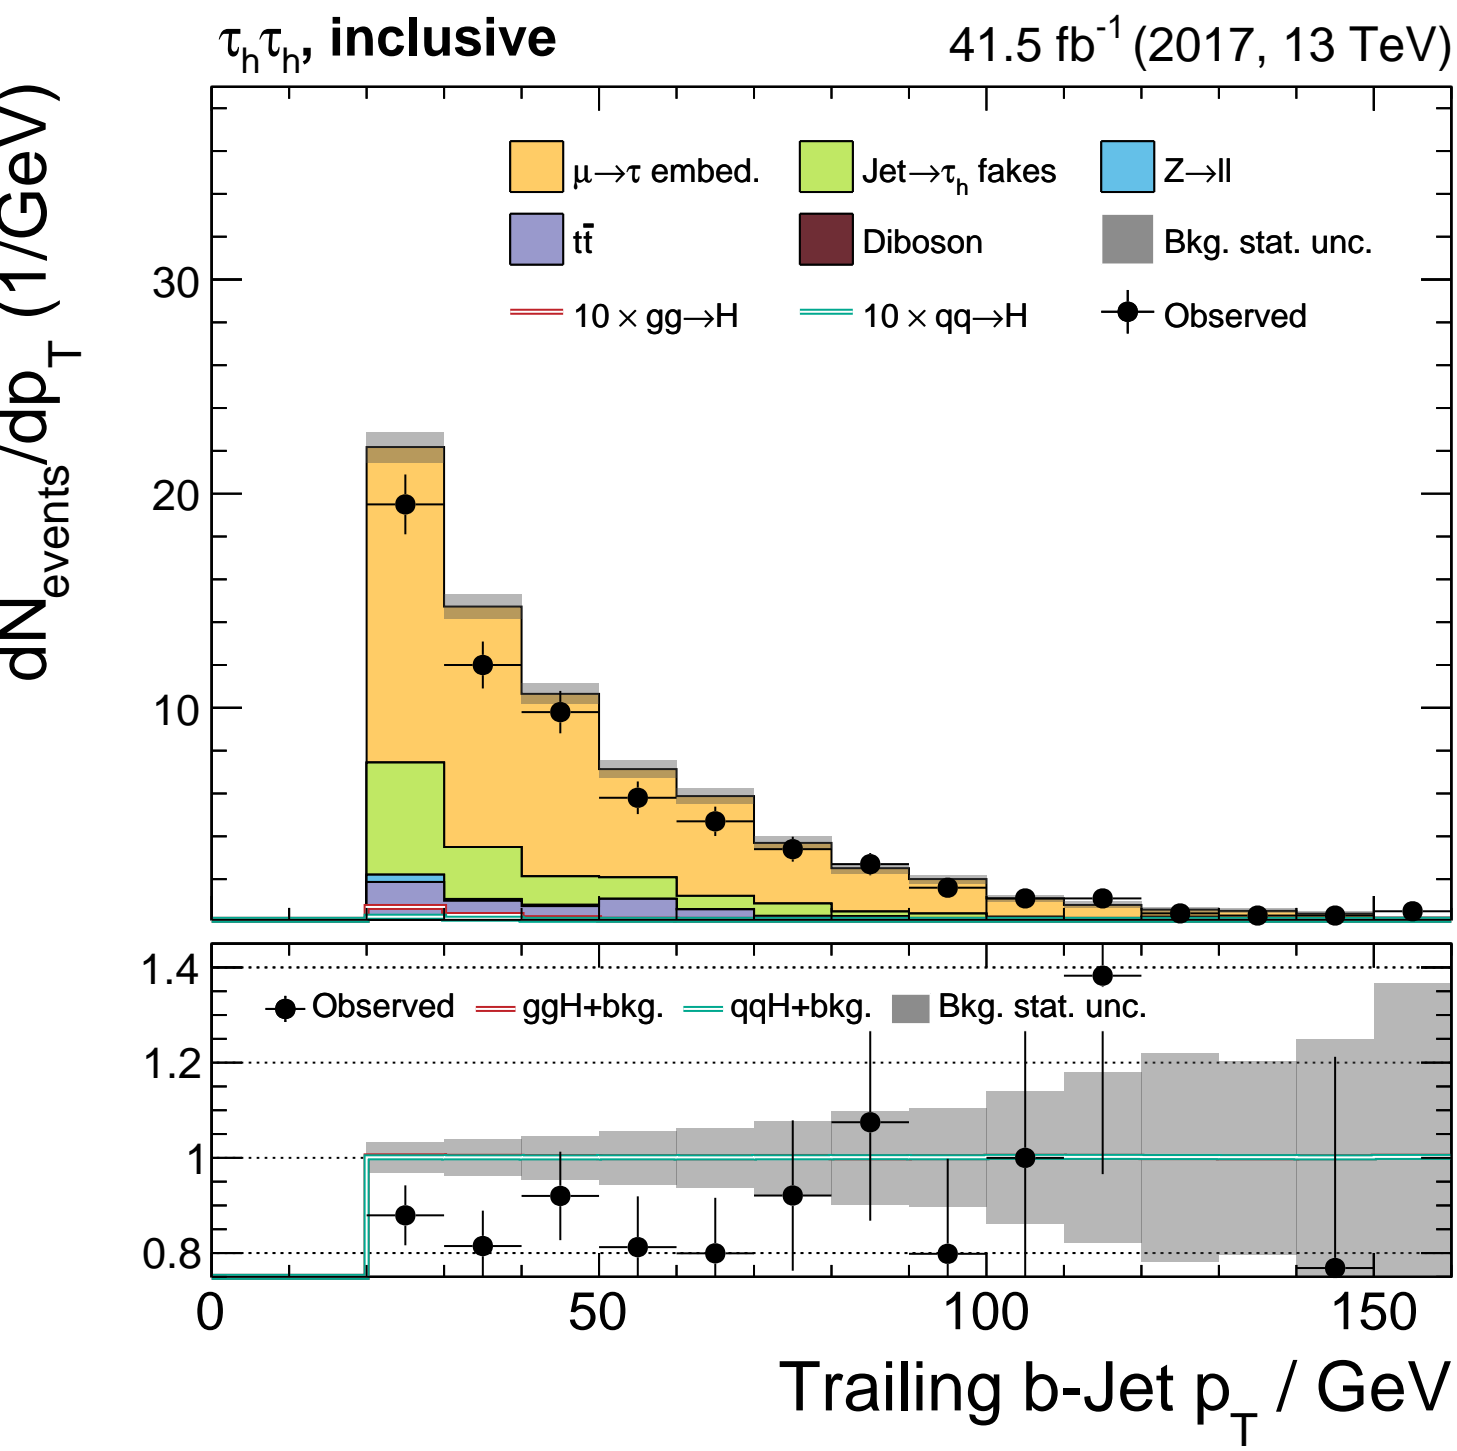 τhτh, inclusive
41.5 fb-1 (2017, 13 TeV)
dNevents/dpT (1/GeV)
μ→τ embed.
Jet→τh fakes
Z→ll
tt̄
Diboson
Bkg. stat. unc.
10 × gg→H
10 × qq→H
Observed
30
20
10
1.4
1.2
1
0.8
Observed
ggH+bkg.
qqH+bkg.
Bkg. stat. unc.
0
50
100
150
Trailing b-Jet pT / GeV